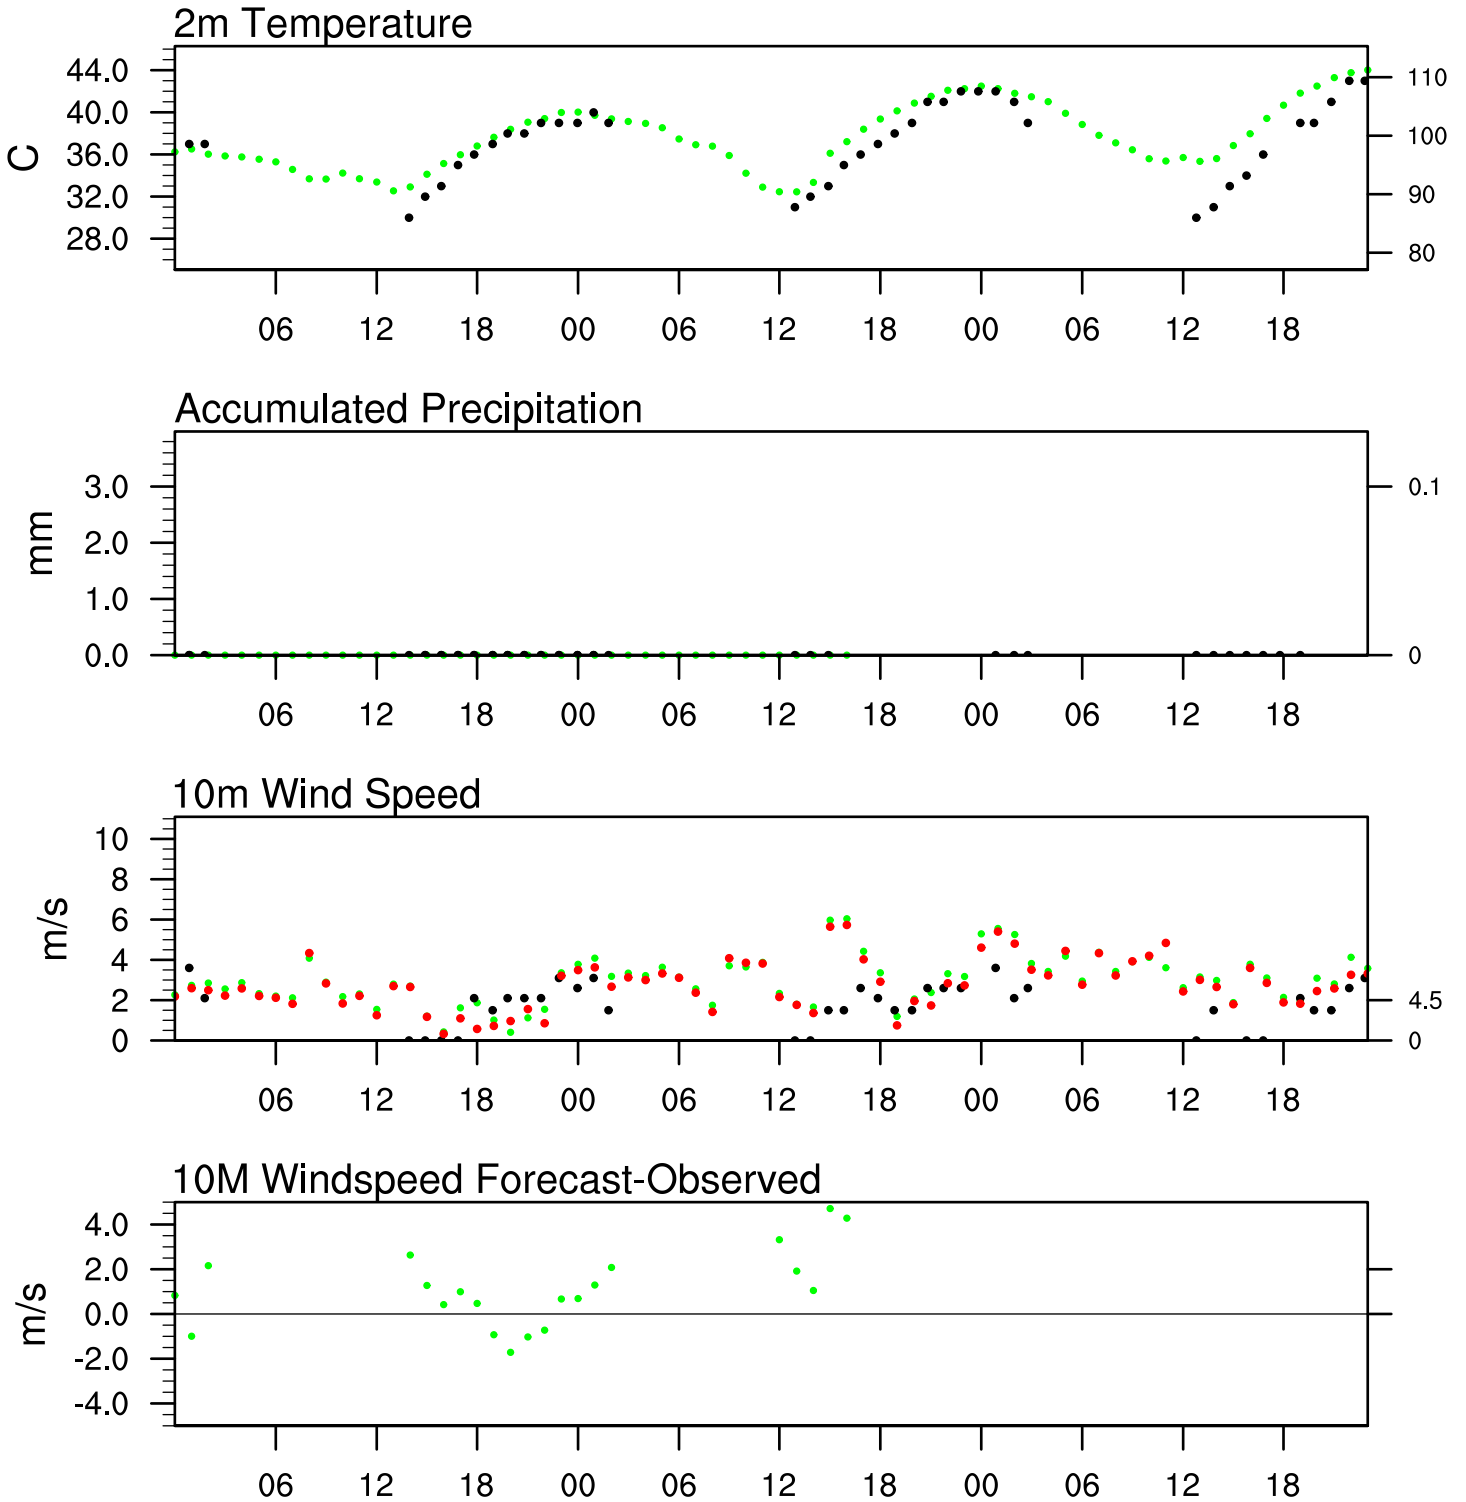 2m Temperature
44.0
40.0
36.0
32.0
28.0
C
110
100
90
80
06 12 18 00 06 12 18 00 06 12 18
Accumulated Precipitation
3.0
2.0
1.0
0.0
mm
0.1
0
06 12 18 00 06 12 18 00 06 12 18
10m Wind Speed
10
8
6
4
2
0
m/s
4.5
0
06 12 18 00 06 12 18 00 06 12 18
10M Windspeed Forecast-Observed
4.0
2.0
0.0
-2.0
-4.0
m/s
06 12 18 00 06 12 18 00 06 12 18